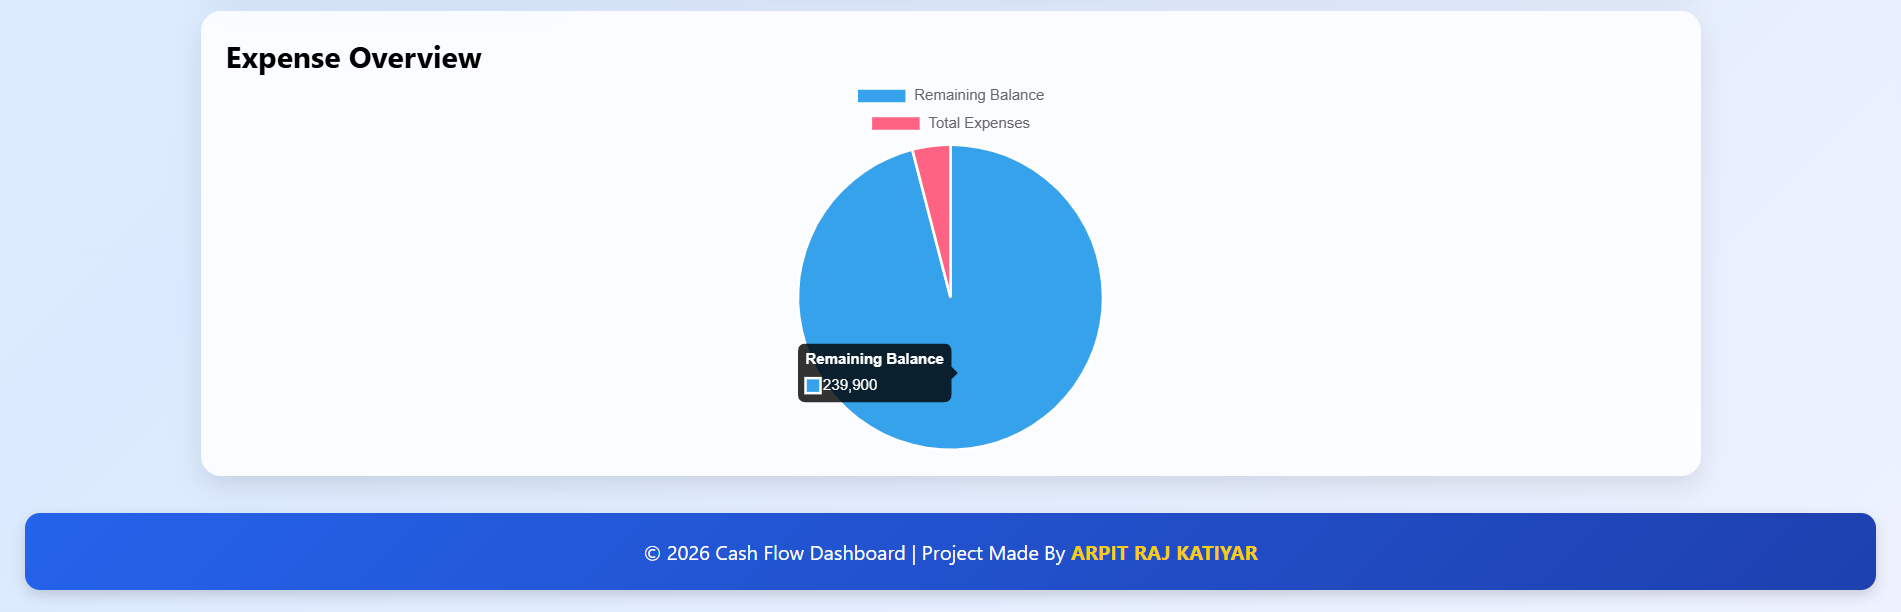 Expense Overview
Remaining Balance
Total Expenses
Remaining Balance
239,900
© 2026 Cash Flow Dashboard | Project Made By ARPIT RAJ KATIYAR